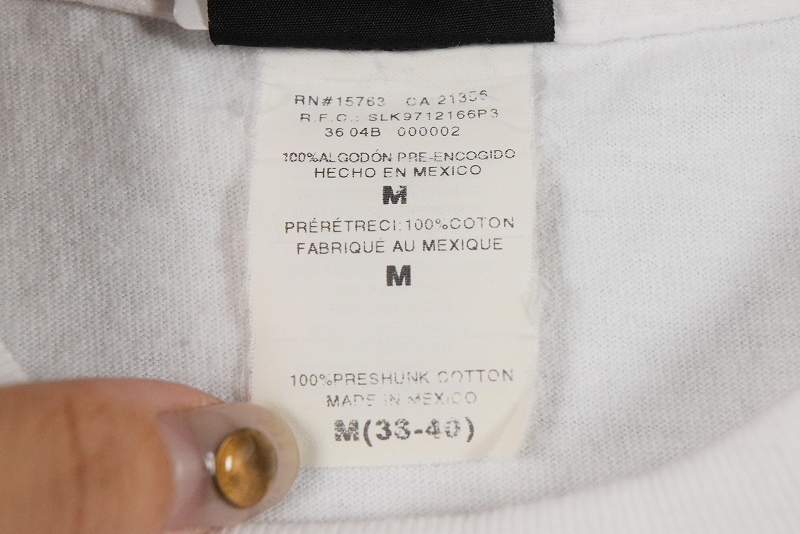 RN#15763 CA 21356
R.F.C.: SLK9712166P3
36 04B 000002
100%ALGODÓN PRE-ENCOGIDO
HECHO EN MEXICO
M
PRÉRÉTRECI:100%COTON
FABRIQUÉ AU MEXIQUE
M
100%PRESHUNK COTTON
MADE IN MEXICO
M(33-40)